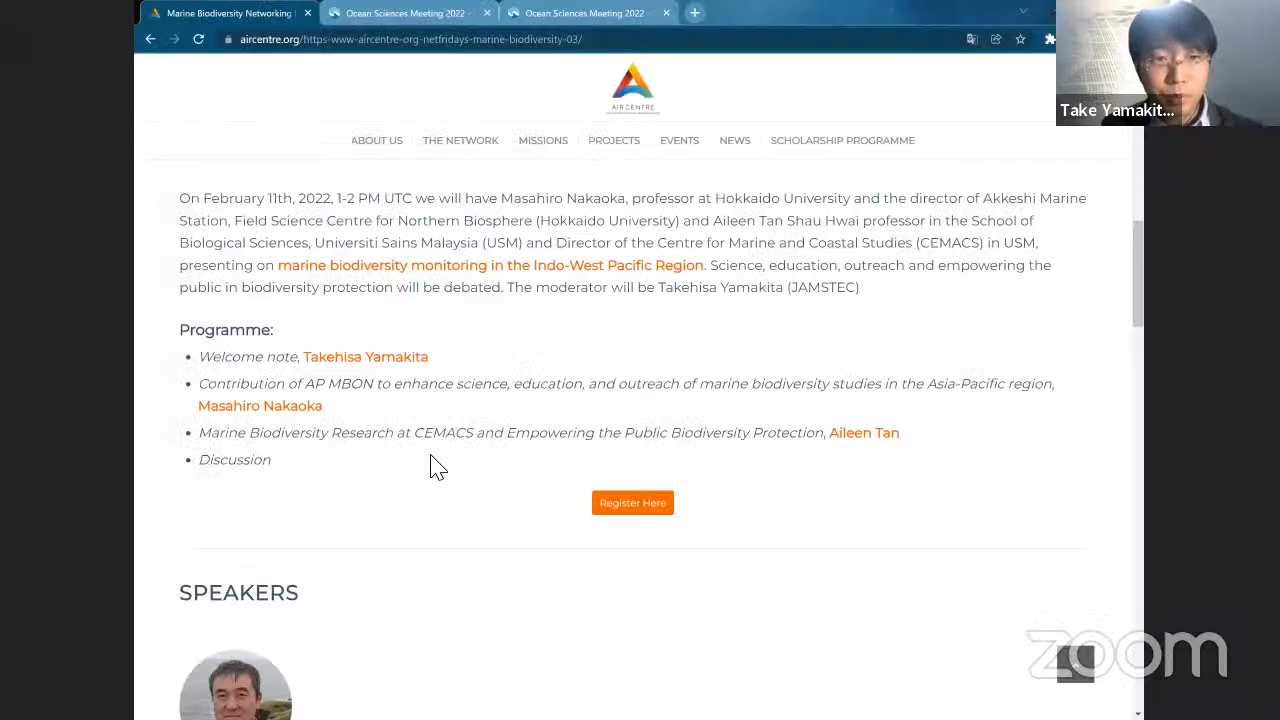 Marine Biodiversity Networking
Ocean Sciences Meeting 2022 -
Ocean Sciences Meeting 2022 -
aircentre.org/https-www-aircentre-org-netfridays-marine-biodiversity-03/
Take Yamakit...
AIRCENTRE
ABOUT US THE NETWORK MISSIONS PROJECTS EVENTS NEWS SCHOLARSHIP PROGRAMME
On February 11th, 2022, 1-2 PM UTC we will have Masahiro Nakaoka, professor at Hokkaido University and the director of Akkeshi Marine
Station, Field Science Centre for Northern Biosphere (Hokkaido University) and Aileen Tan Shau Hwai professor in the School of
Biological Sciences, Universiti Sains Malaysia (USM) and Director of the Centre for Marine and Coastal Studies (CEMACS) in USM,
presenting on marine biodiversity monitoring in the Indo-West Pacific Region. Science, education, outreach and empowering the
public in biodiversity protection will be debated. The moderator will be Takehisa Yamakita (JAMSTEC)
Programme:
• Welcome note, Takehisa Yamakita
• Contribution of AP MBON to enhance science, education, and outreach of marine biodiversity studies in the Asia-Pacific region,
Masahiro Nakaoka
• Marine Biodiversity Research at CEMACS and Empowering the Public Biodiversity Protection, Aileen Tan
• Discussion
Register Here
SPEAKERS
zoom